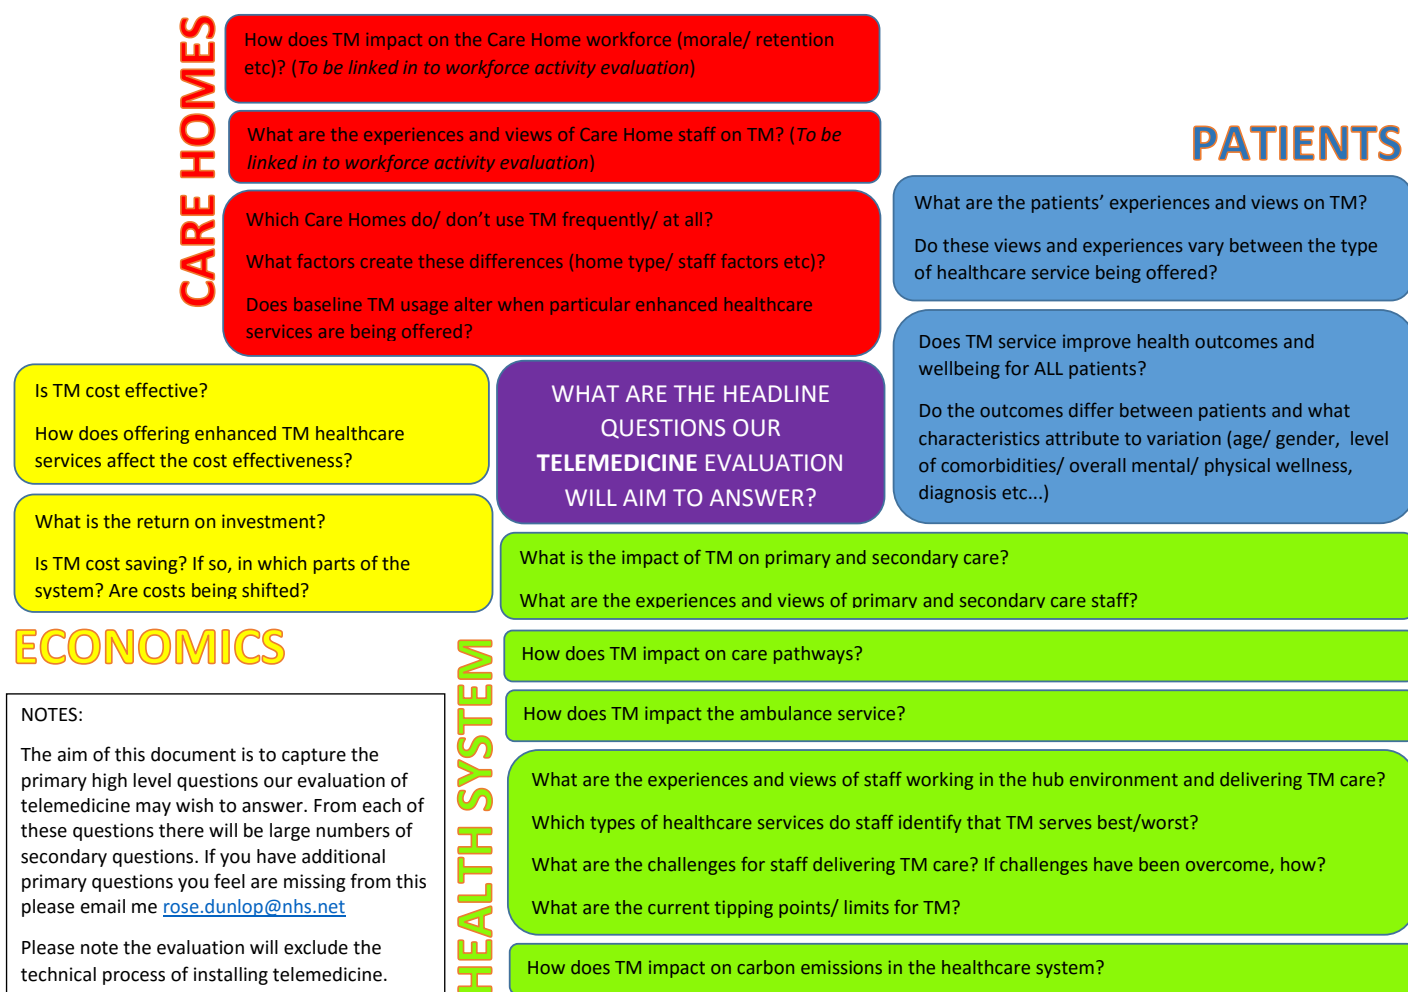 CARE HOMES
How does TM impact on the Care Home workforce (morale/ retention
etc)? (To be linked in to workforce activity evaluation)
What are the experiences and views of Care Home staff on TM? (To be
linked in to workforce activity evaluation)
Which Care Homes do/ don’t use TM frequently/ at all?
What factors create these differences (home type/ staff factors etc)?
Does baseline TM usage alter when particular enhanced healthcare
services are being offered?
PATIENTS
What are the patients’ experiences and views on TM?
Do these views and experiences vary between the type
of healthcare service being offered?
Does TM service improve health outcomes and
wellbeing for ALL patients?
Do the outcomes differ between patients and what
characteristics attribute to variation (age/ gender, level
of comorbidities/ overall mental/ physical wellness,
diagnosis etc...)
WHAT ARE THE HEADLINE
QUESTIONS OUR
TELEMEDICINE EVALUATION
WILL AIM TO ANSWER?
Is TM cost effective?
How does offering enhanced TM healthcare
services affect the cost effectiveness?
What is the return on investment?
Is TM cost saving? If so, in which parts of the
system? Are costs being shifted?
ECONOMICS
HEALTH SYSTEM
What is the impact of TM on primary and secondary care?
What are the experiences and views of primary and secondary care staff?
How does TM impact on care pathways?
How does TM impact the ambulance service?
What are the experiences and views of staff working in the hub environment and delivering TM care?
Which types of healthcare services do staff identify that TM serves best/worst?
What are the challenges for staff delivering TM care? If challenges have been overcome, how?
What are the current tipping points/ limits for TM?
How does TM impact on carbon emissions in the healthcare system?
NOTES:
The aim of this document is to capture the
primary high level questions our evaluation of
telemedicine may wish to answer. From each of
these questions there will be large numbers of
secondary questions. If you have additional
primary questions you feel are missing from this
please email me rose.dunlop@nhs.net
Please note the evaluation will exclude the
technical process of installing telemedicine.